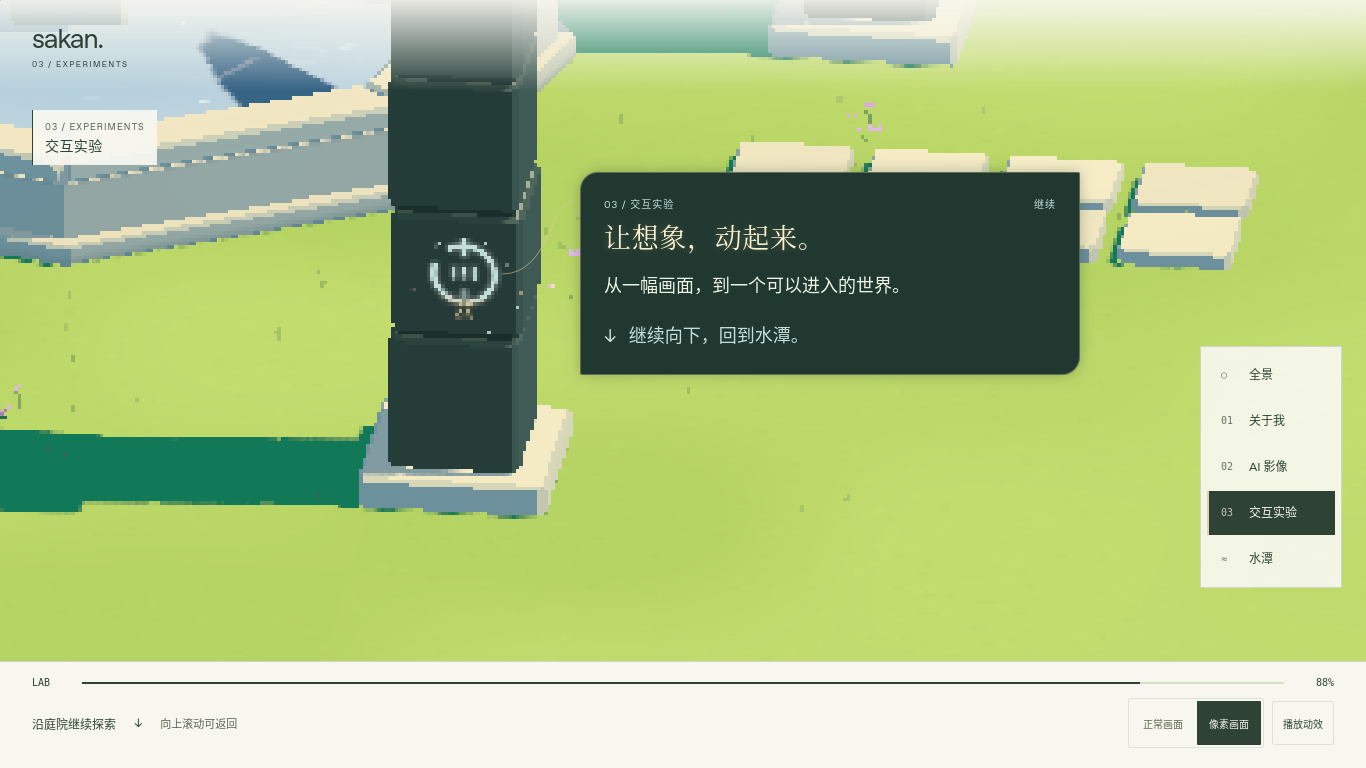 sakan.
03 / EXPERIMENTS
03 / EXPERIMENTS
交互实验
03 / 交互实验
继续
让想象，动起来。
从一幅画面，到一个可以进入的世界。
↓ 继续向下，回到水潭。
○ 全景
01 关于我
02 AI 影像
03 交互实验
≈ 水潭
LAB
88%
沿庭院继续探索 ↓ 向上滚动可返回
正常画面
像素画面
播放动效